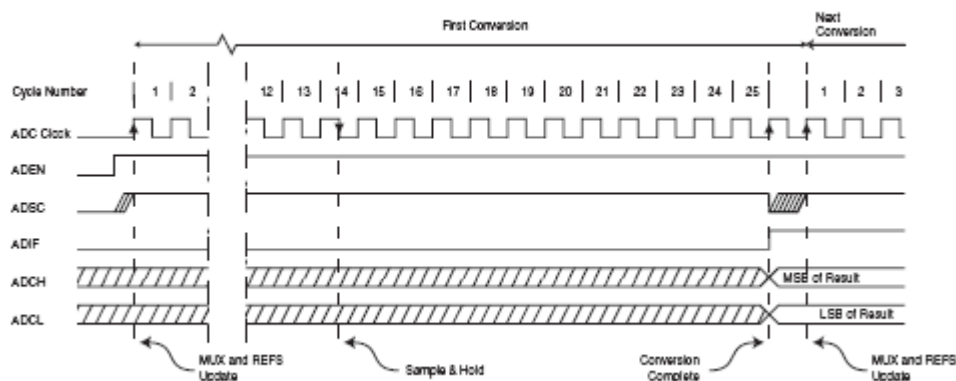 First Conversion
Next
Conversion
Cycle Number 1 2 12 13 14 15 16 17 18 19 20 21 22 23 24 25 1 2 3
ADC Clock
ADEN
ADSC
ADIF
ADCH MSB of Result
ADCL LSB of Result
MUX and REFS
Update
Sample & Hold
Conversion
Complete
MUX and REFS
Update